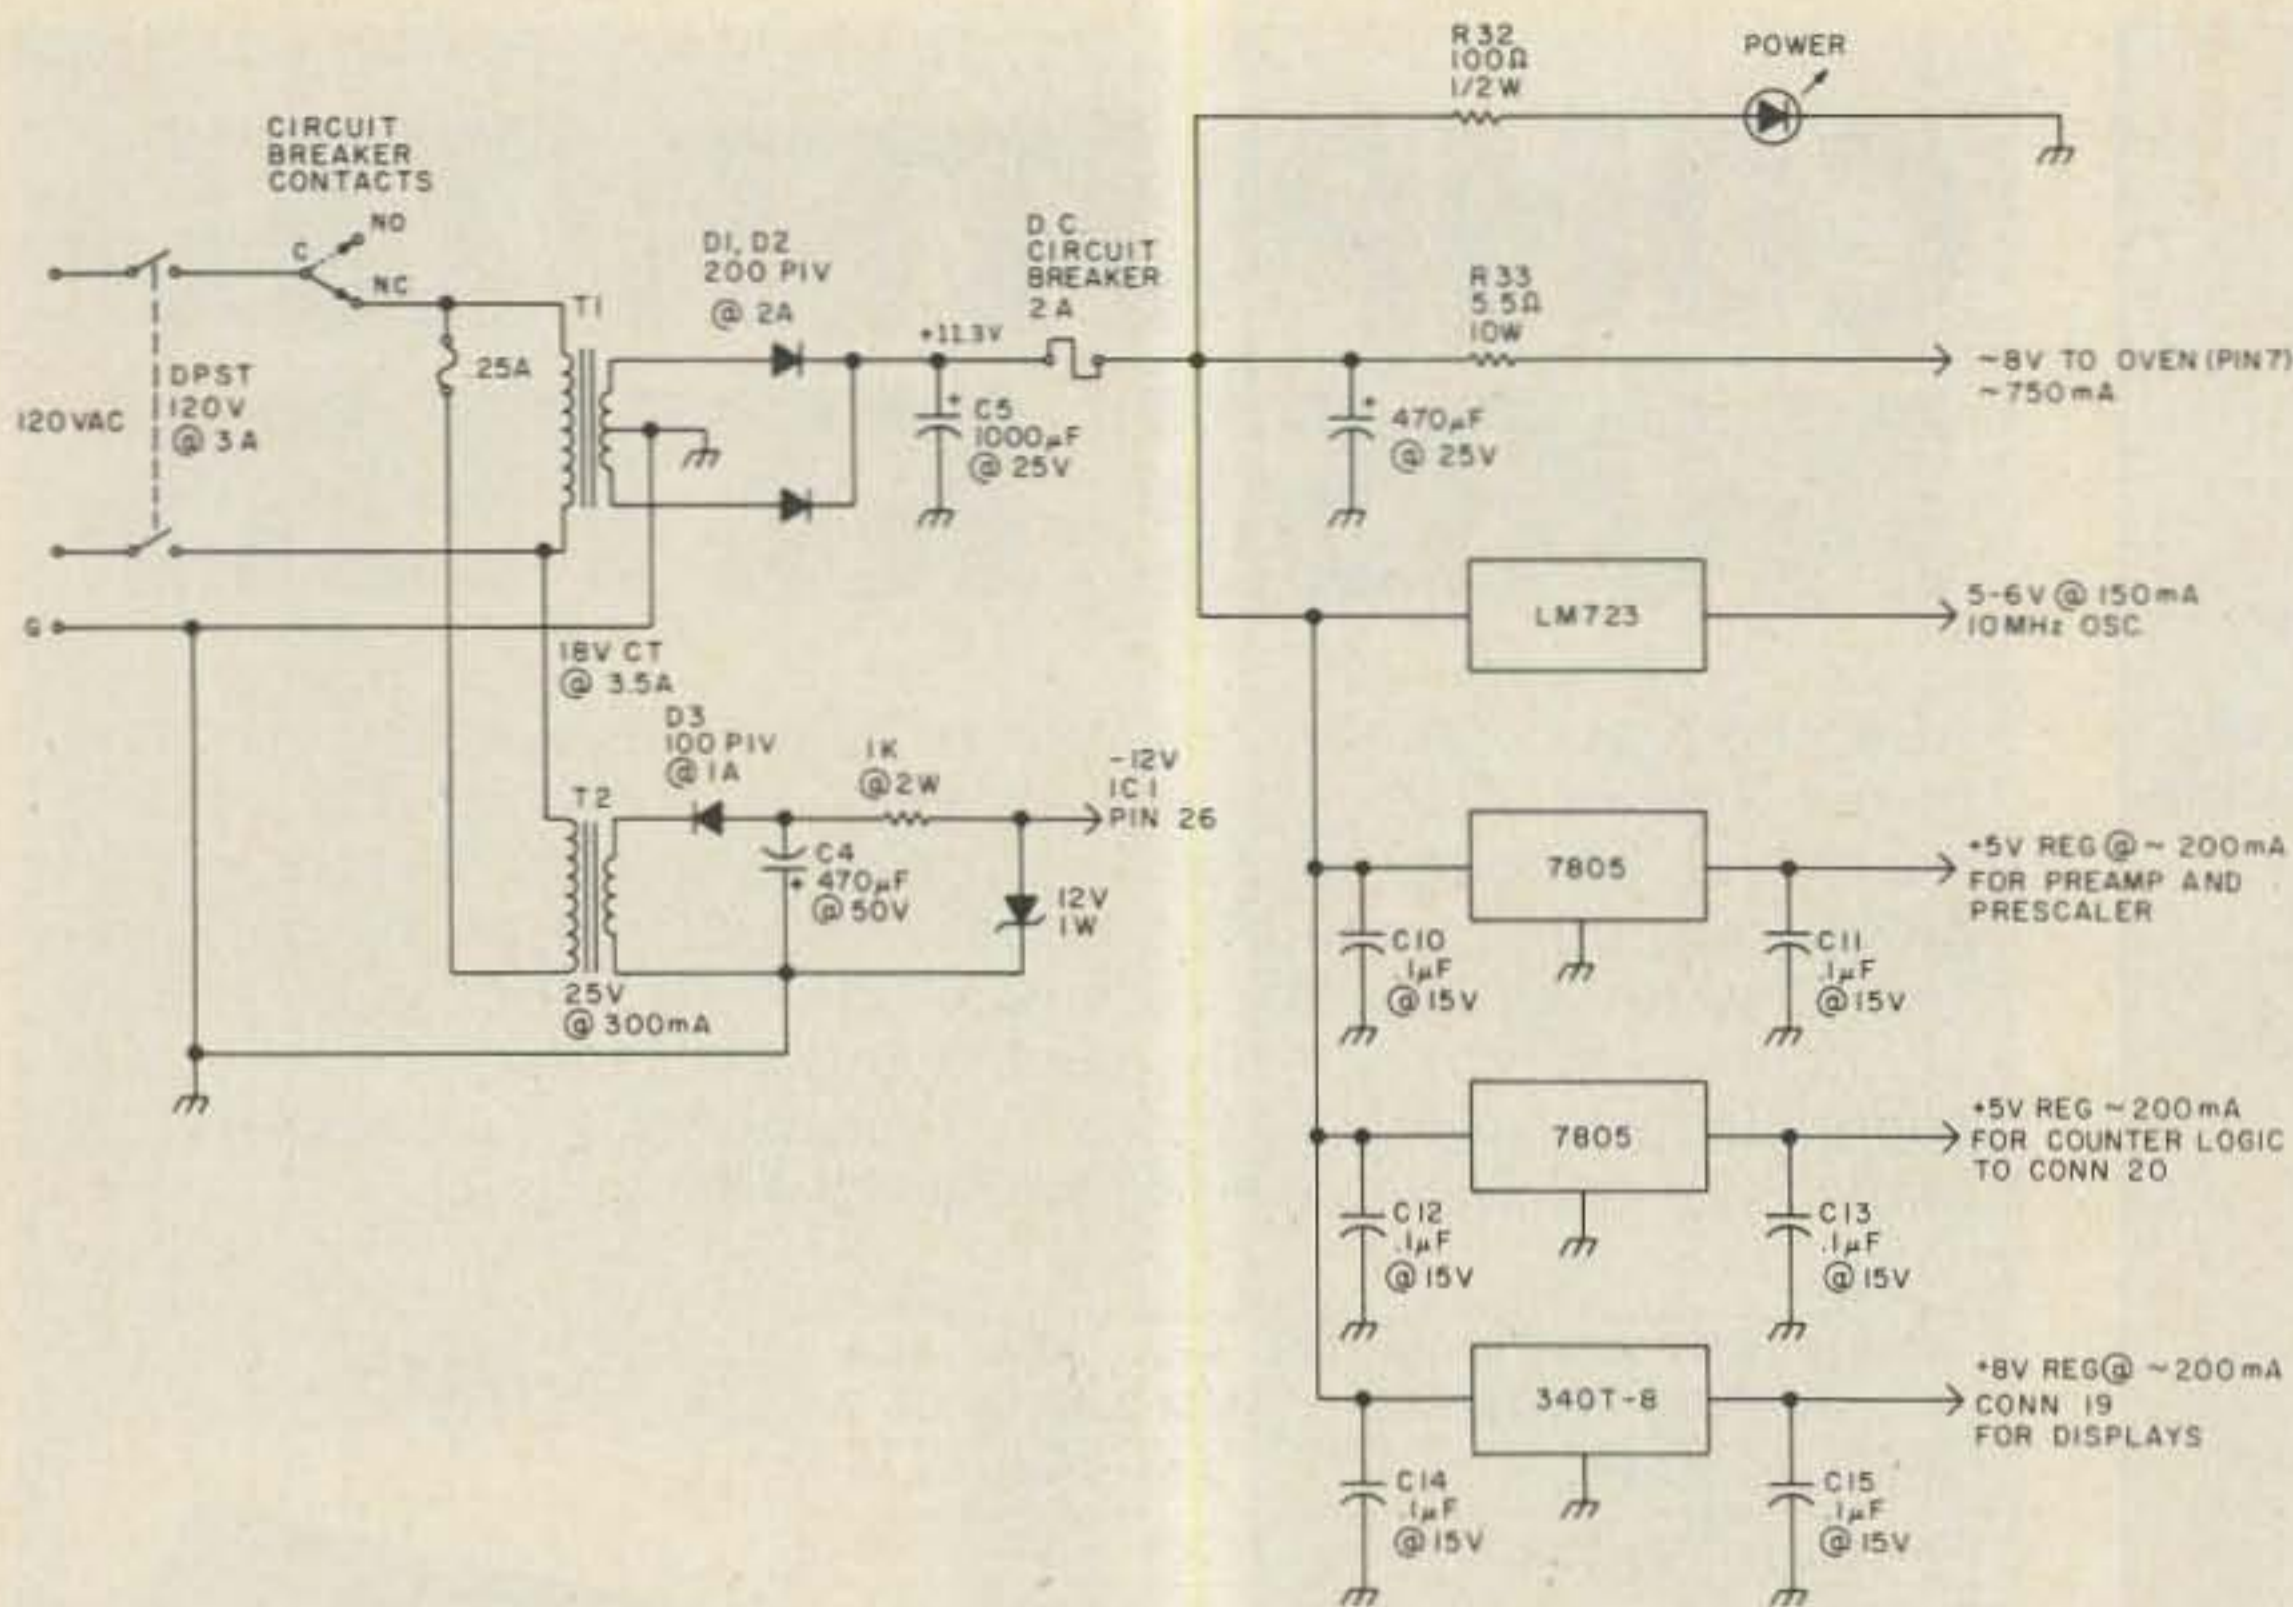 R32
100Ω
1/2W
POWER
CIRCUIT
BREAKER
CONTACTS
NO
C
NC
D1, D2
200 PIV
@ 2A
+11.3V
D C
CIRCUIT
BREAKER
2A
R33
5.5Ω
10W
T1
25A
DPST
120V
@ 3A
120VAC
C5
1000µF
@ 25V
+
470µF
@ 25V
+
~8V TO OVEN (PIN7)
~750mA
G
18V CT
@ 3.5A
LM723
5-6V @ 150mA
10MHz OSC
D3
100 PIV
@ 1A
1K
@2W
-12V
IC1
PIN 26
T2
C4
+ 470µF
@50V
12V
1W
25V
@ 300mA
7805
+5V REG @ ~ 200mA
FOR PREAMP AND
PRESCALER
C10
.1µF
@15V
C11
.1µF
@15V
7805
+5V REG ~ 200mA
FOR COUNTER LOGIC
TO CONN 20
C12
.1µF
@15V
C13
.1µF
@15V
340T-8
+8V REG@ ~200mA
CONN 19
FOR DISPLAYS
C14
.1µF
@15V
C15
.1µF
@15V